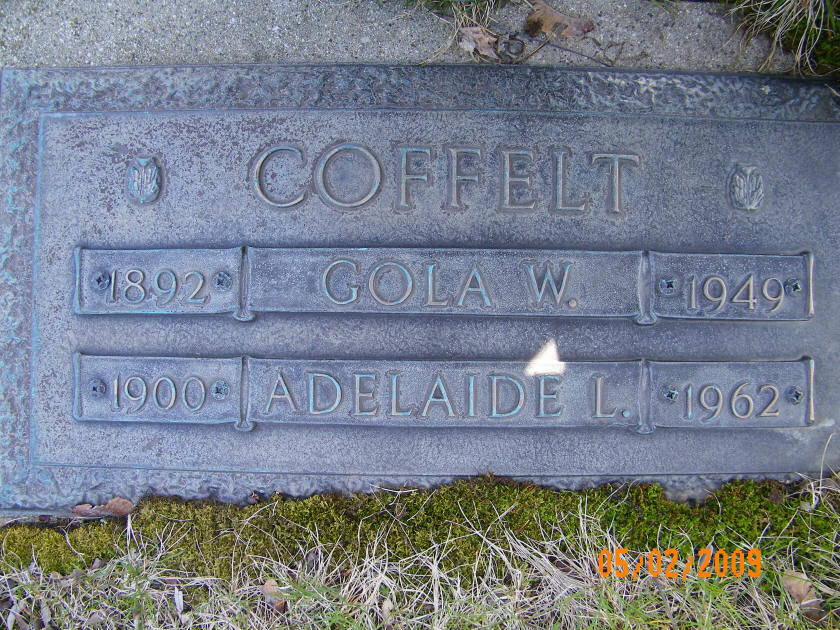 COFFELT
1892 GOLA W. 1949
1900 ADELAIDE L. 1962
05/02/2009